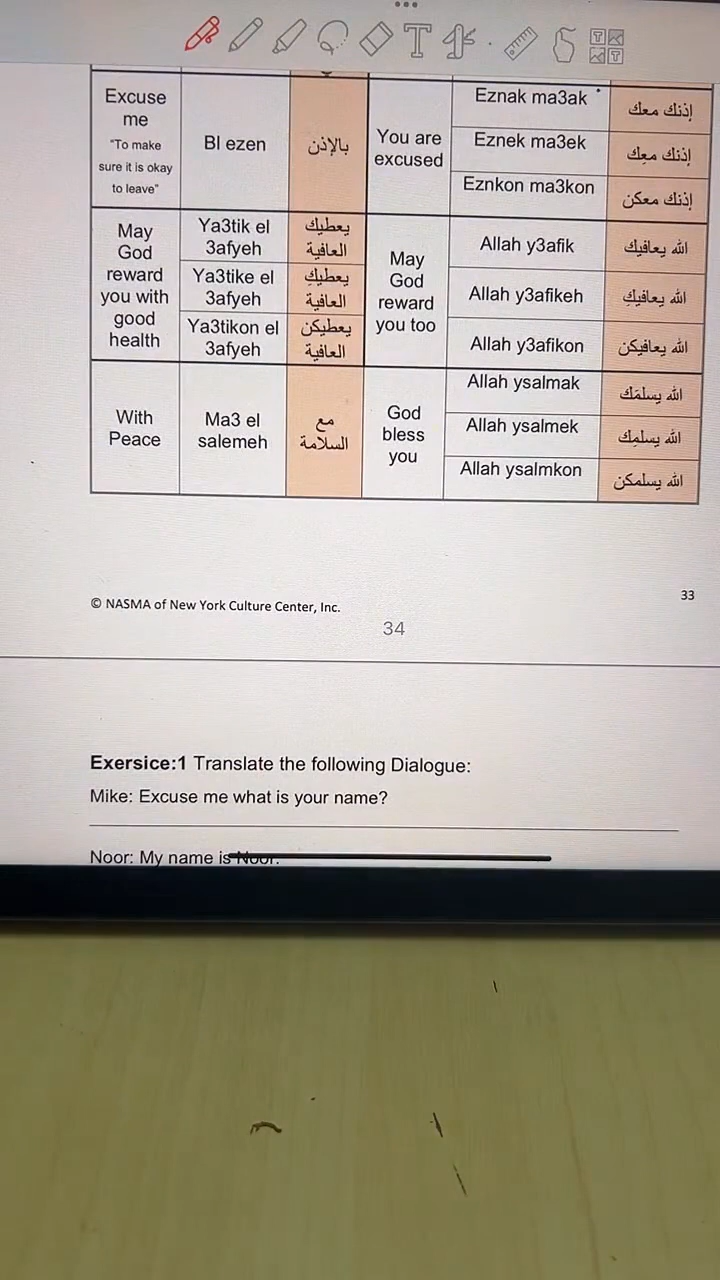 Excuse
me
"To make
sure it is okay
to leave"
BI ezen
بالإذن
You are
excused
Eznak ma3ak
إذنك معك
Eznek ma3ek
إذنك معِك
Eznkon ma3kon
إذنك معكن
May
God
reward
you with
good
health
Ya3tik el
3afyeh
يعطيك
العافية
Ya3tike el
3afyeh
يعطيكِ
العافية
Ya3tikon el
3afyeh
يعطيكن
العافية
May
God
reward
you too
Allah y3afik
الله يعافيك
Allah y3afikeh
الله يعافيكِ
Allah y3afikon
الله يعافيكن
With
Peace
Ma3 el
salemeh
مع
السلامة
God
bless
you
Allah ysalmak
الله يسلمَك
Allah ysalmek
الله يسلمِك
Allah ysalmkon
الله يسلمكن
© NASMA of New York Culture Center, Inc.
33
34
Exersice:1 Translate the following Dialogue:
Mike: Excuse me what is your name?
Noor: My name is Noor.